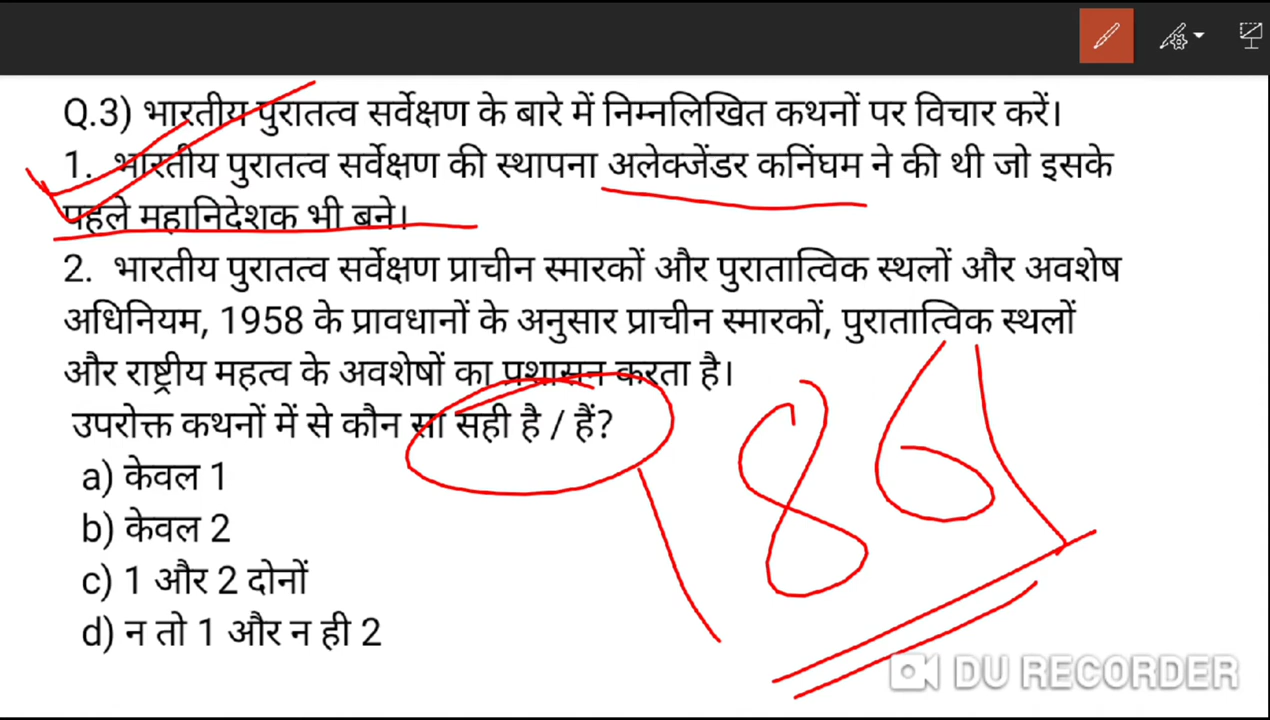 Q.3) भारतीय पुरातत्व सर्वेक्षण के बारे में निम्नलिखित कथनों पर विचार करें।
1. भारतीय पुरातत्व सर्वेक्षण की स्थापना अलेक्जेंडर कनिंघम ने की थी जो इसके
पहले महानिदेशक भी बने।
2. भारतीय पुरातत्व सर्वेक्षण प्राचीन स्मारकों और पुरातात्विक स्थलों और अवशेष
अधिनियम, 1958 के प्रावधानों के अनुसार प्राचीन स्मारकों, पुरातात्विक स्थलों
और राष्ट्रीय महत्व के अवशेषों का प्रशासन करता है।
उपरोक्त कथनों में से कौन सा सही है / हैं?
a) केवल 1
b) केवल 2
c) 1 और 2 दोनों
d) न तो 1 और न ही 2
1861
DU RECORDER